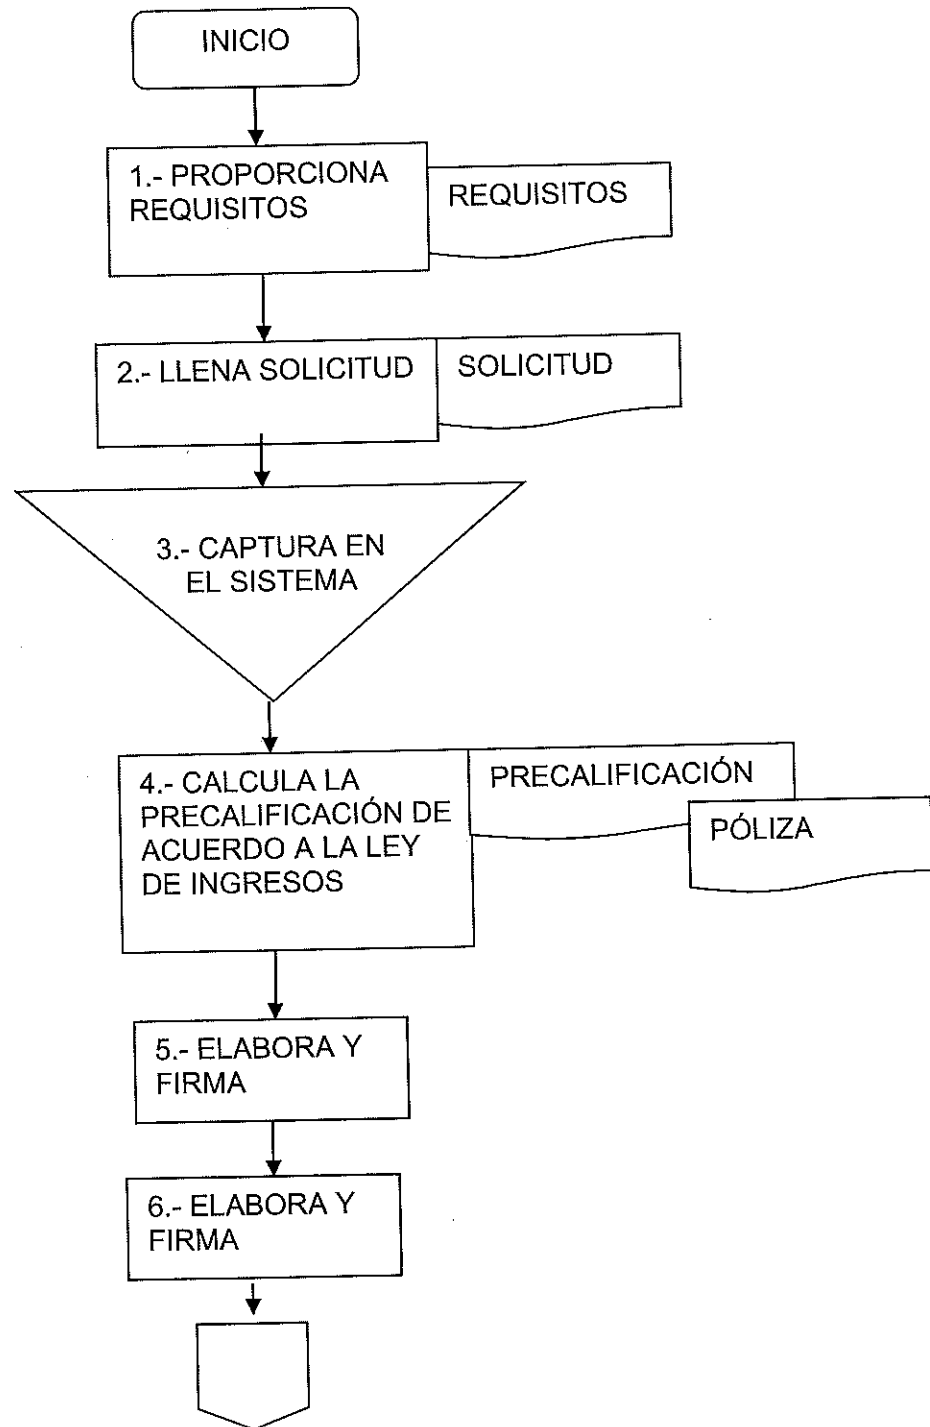 INICIO
1.- PROPORCIONA
REQUISITOS
REQUISITOS
2.- LLENA SOLICITUD
SOLICITUD
3.- CAPTURA EN
EL SISTEMA
4.- CALCULA LA
PRECALIFICACIÓN DE
ACUERDO A LA LEY
DE INGRESOS
PRECALIFICACIÓN
PÓLIZA
5.- ELABORA Y
FIRMA
6.- ELABORA Y
FIRMA